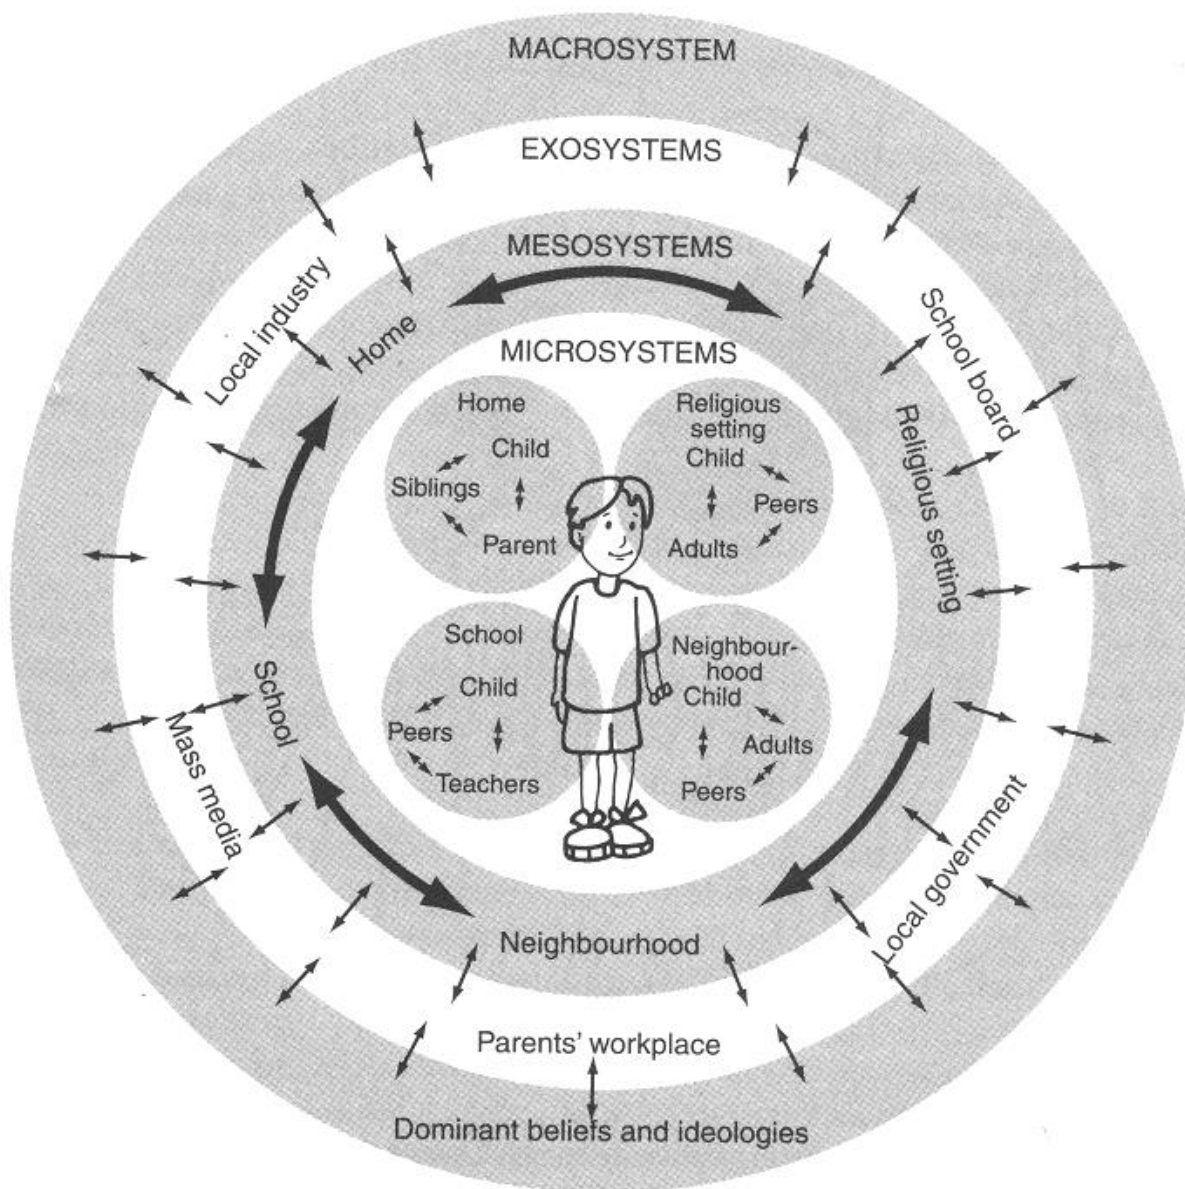 MACROSYSTEM
EXOSYSTEMS
MESOSYSTEMS
MICROSYSTEMS
Local industry
Home
School board
Religious setting
School
Mass media
Neighbourhood
Local government
Parents' workplace
Dominant beliefs and ideologies
Home
Child
Siblings
Parent
Religious
setting
Child
Peers
Adults
School
Child
Peers
Teachers
Neighbour-
hood
Child
Adults
Peers